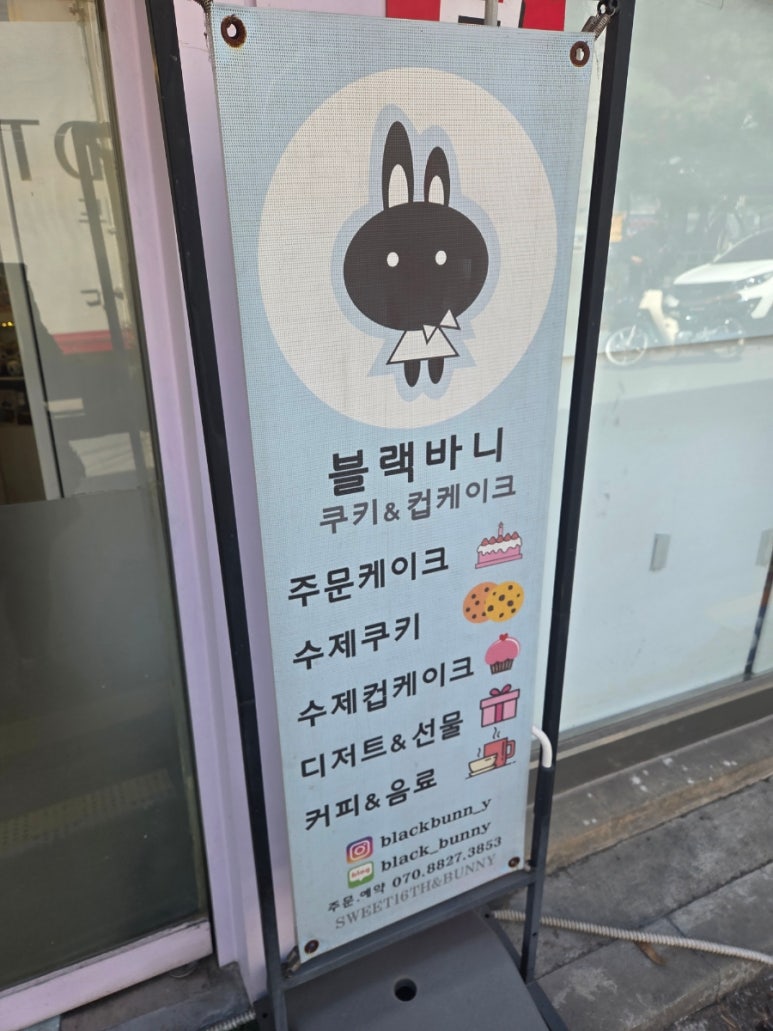 블랙바니
쿠키&컵케이크
주문케이크
수제쿠키
수제컵케이크
디저트&선물
커피&음료
blackbunn_y
blog black_bunny
주문.예약 070.8827.3853
SWEET16TH&BUNNY